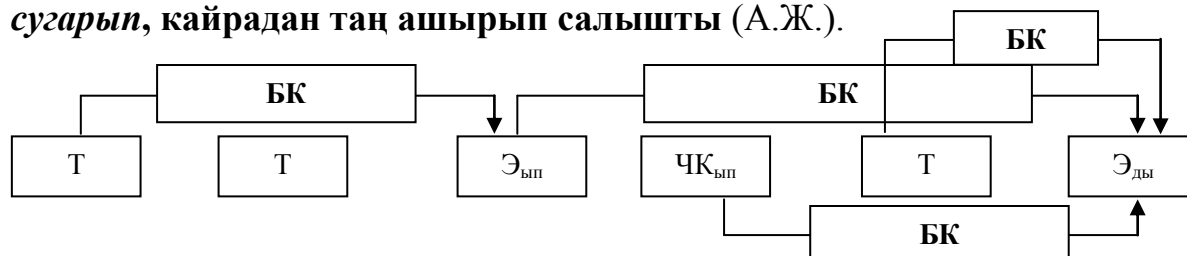 сугарып, кайрадан таң ашырып салышты (А.Ж.).
БК
БК БК
Т Т Эып ЧКып Т Эды
БК